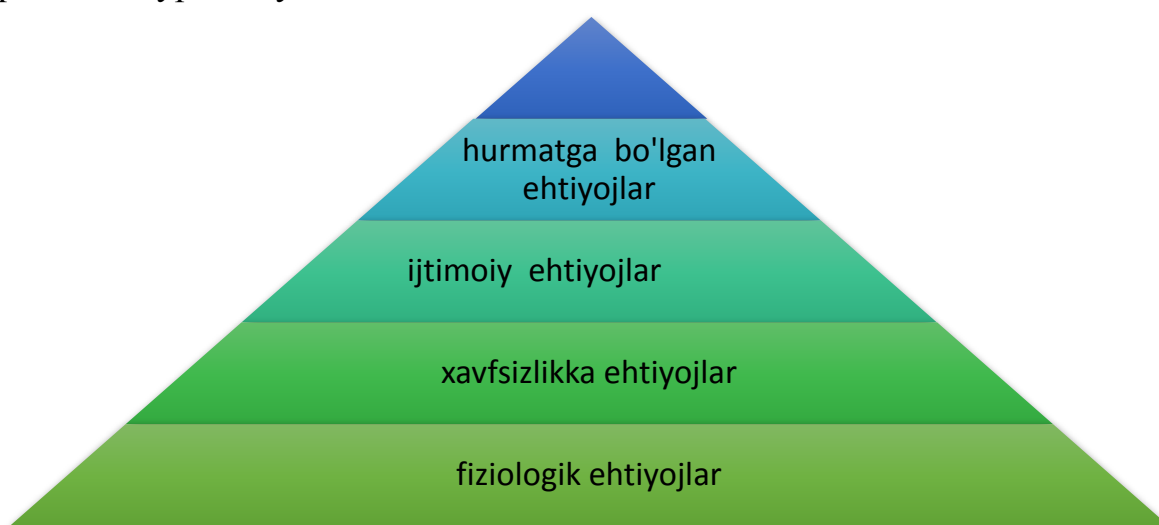 hurmatga bo'lgan
ehtiyojlar
ijtimoiy ehtiyojlar
xavfsizlikka ehtiyojlar
fiziologik ehtiyojlar